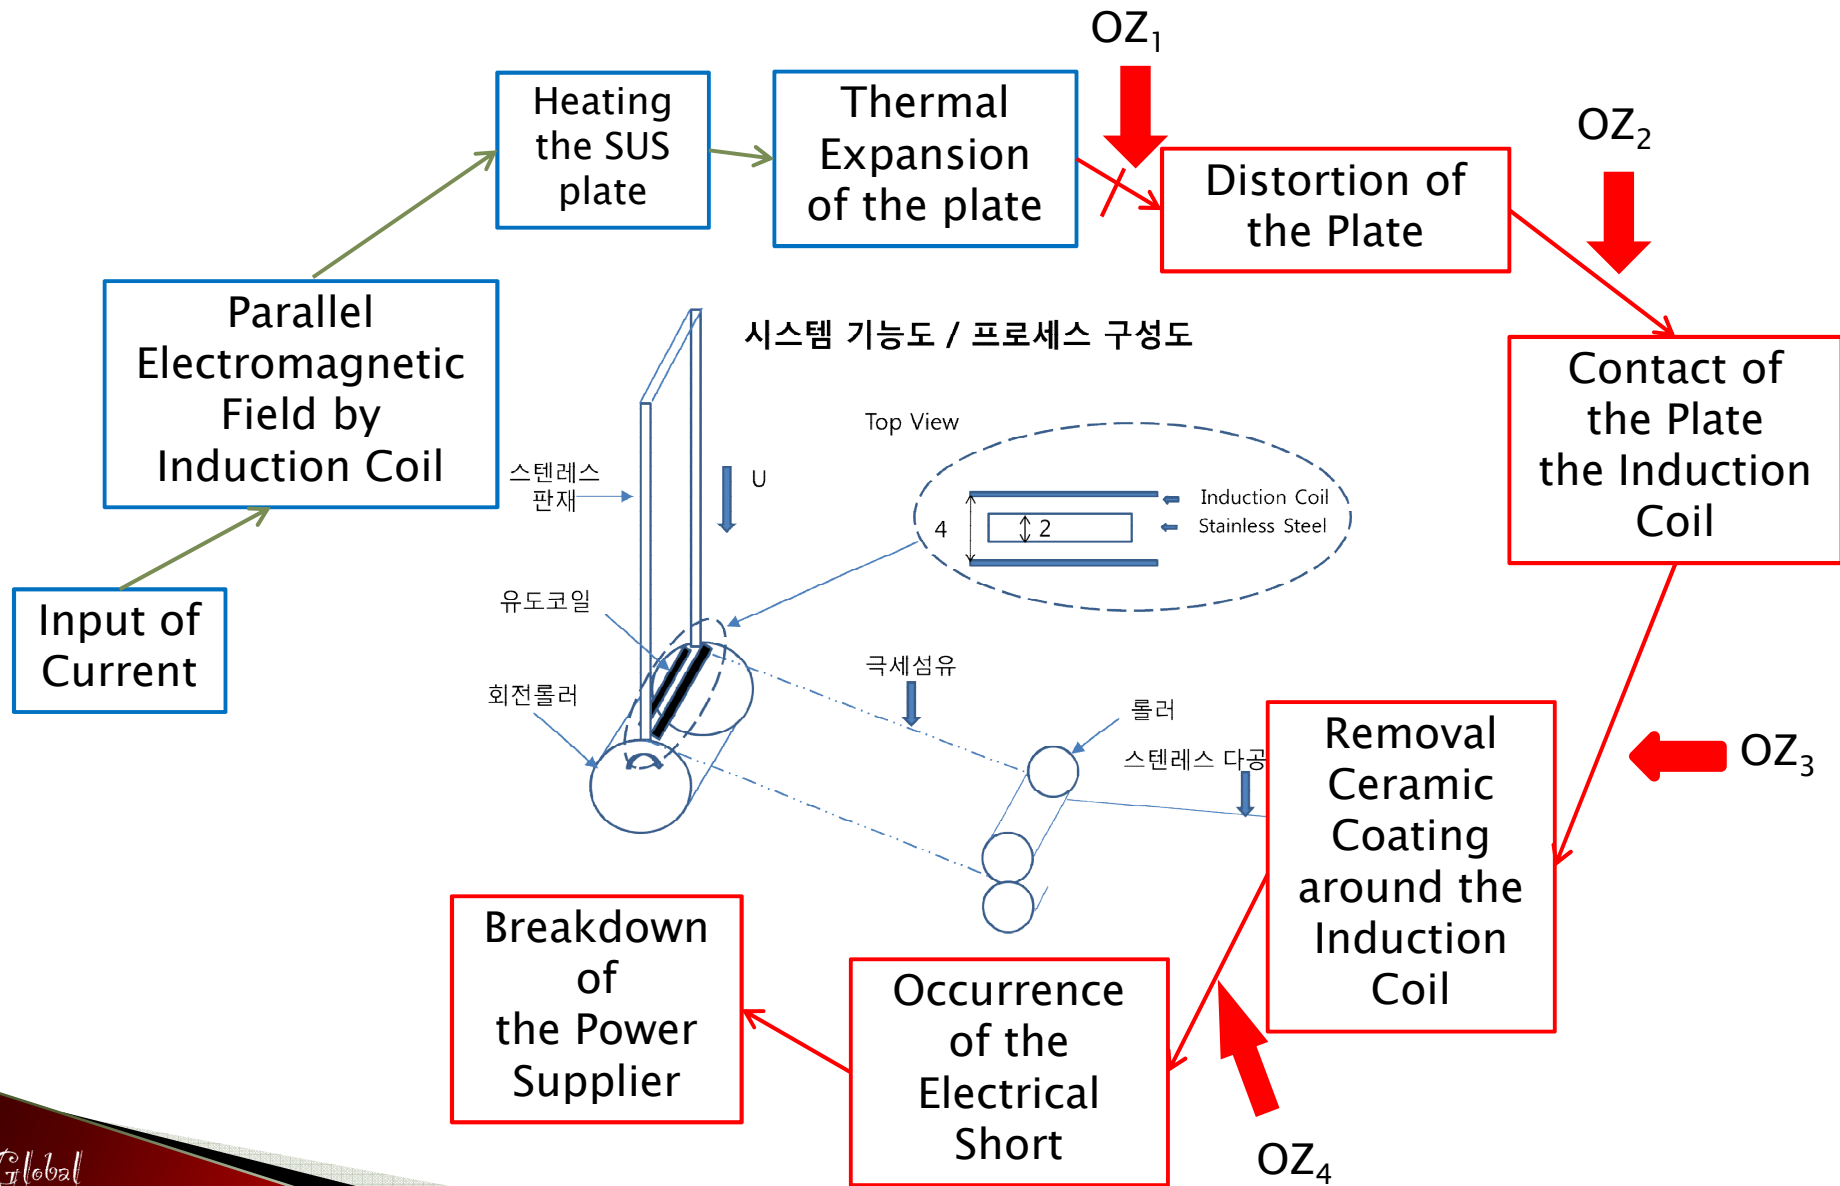 OZ1
Heating
the SUS
plate
Thermal
Expansion
of the plate
OZ2
Distortion of
the Plate
Parallel
Electromagnetic
Field by
Induction Coil
시스템 기능도 / 프로세스 구성도
Contact of
the Plate
the Induction
Coil
Top View
스텐레스
판재
U
Induction Coil
Stainless Steel
4
2
Input of
Current
유도코일
회전롤러
극세섬유
롤러
스텐레스 다공
Removal
Ceramic
Coating
around the
Induction
Coil
OZ3
Breakdown
of
the Power
Supplier
Occurrence
of the
Electrical
Short
OZ4
Global